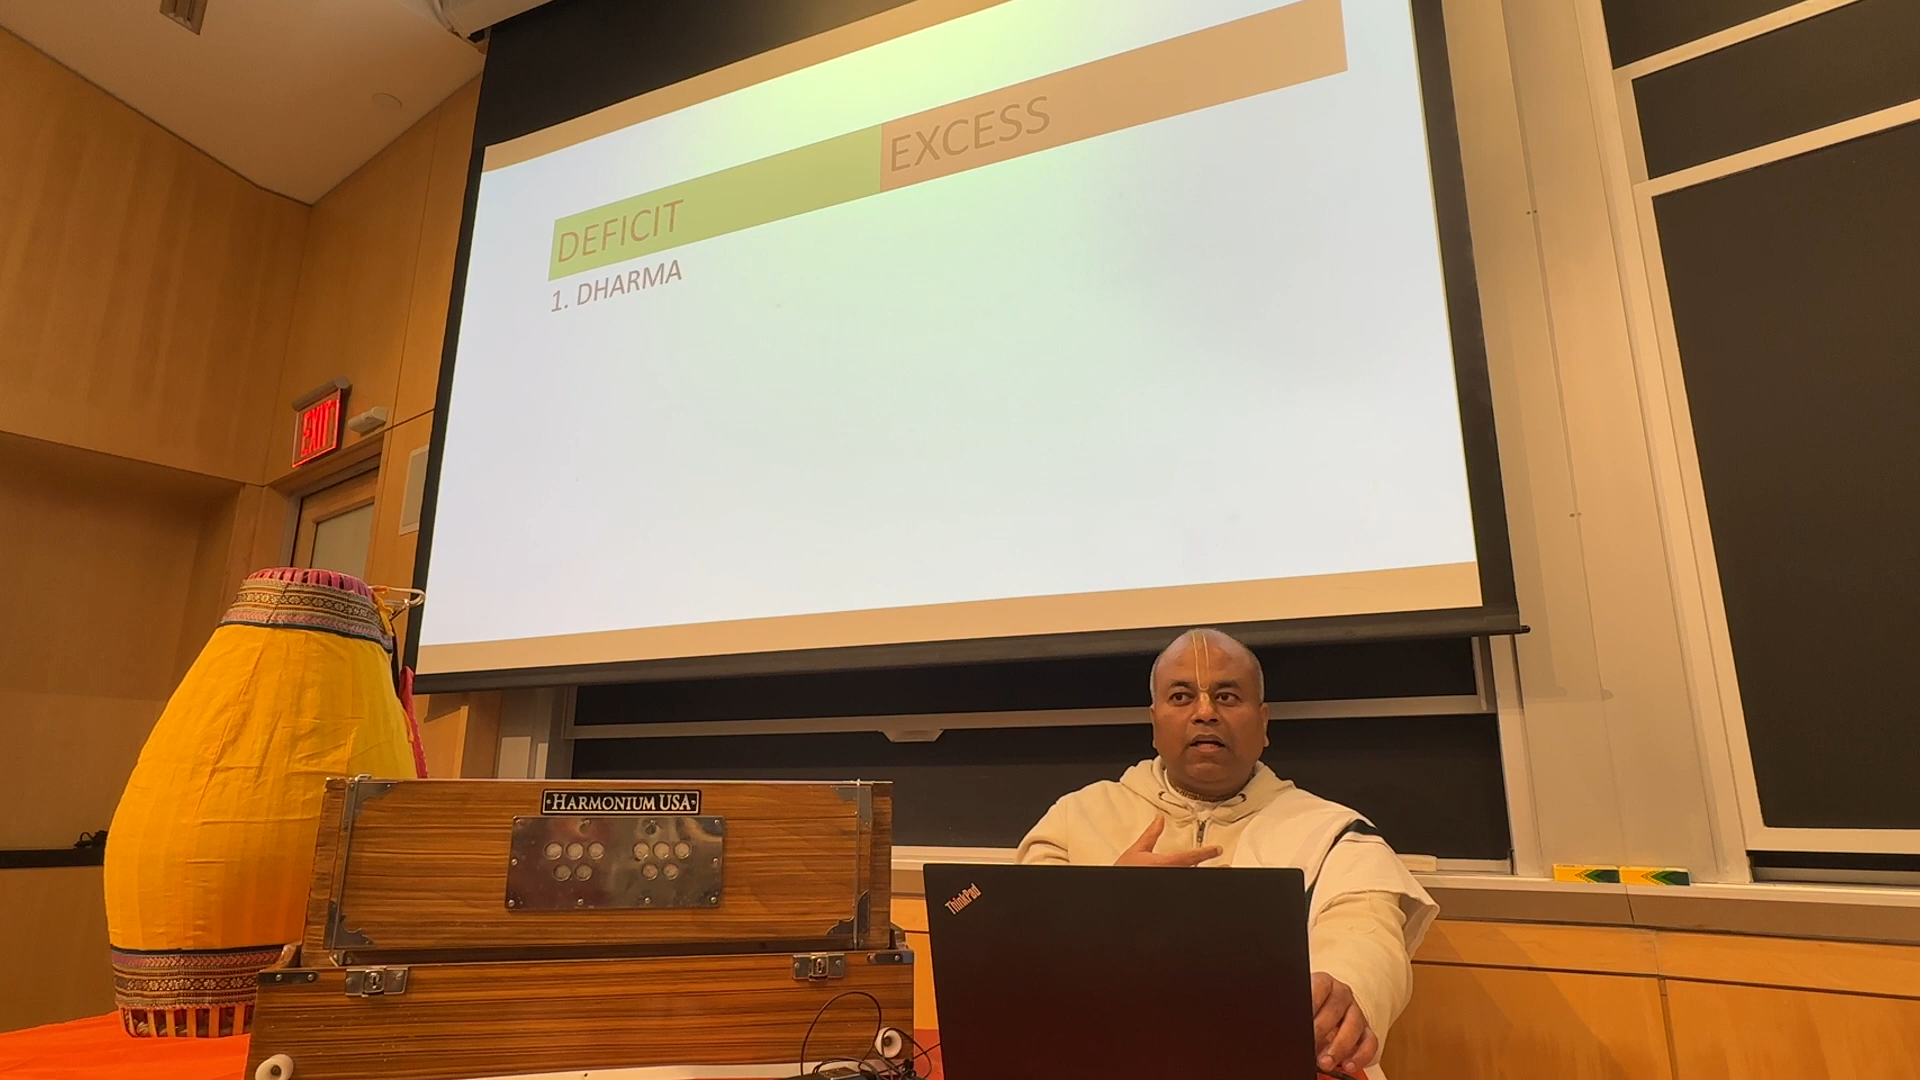 DEFICIT
EXCESS
1. DHARMA
EXIT
HARMONIUM USA
ThinkPad